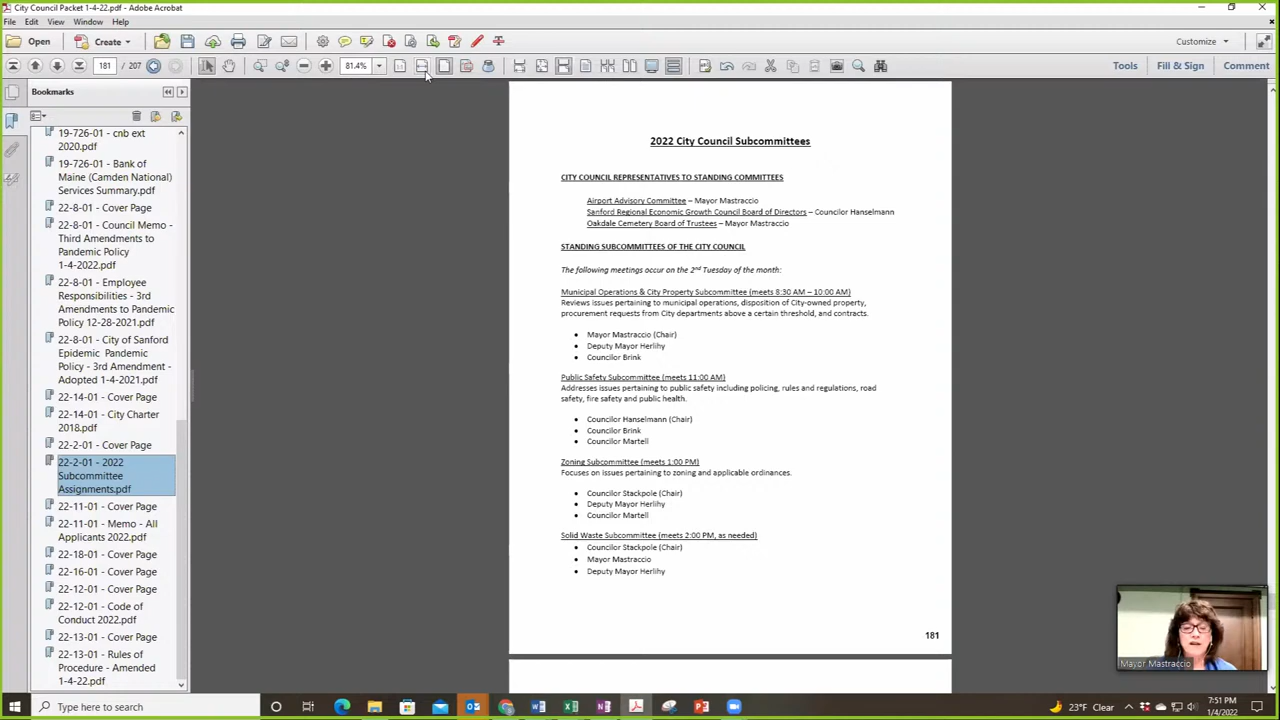 City Council Packet 1-4-22.pdf - Adobe Acrobat
File Edit View Window Help
Open Create Customize
181 / 207 81.4% Tools Fill & Sign Comment
Bookmarks
19-726-01 - cnb ext
2020.pdf
19-726-01 - Bank of
Maine (Camden National)
Services Summary.pdf
22-8-01 - Cover Page
22-8-01 - Council Memo -
Third Amendments to
Pandemic Policy
1-4-2022.pdf
22-8-01 - Employee
Responsibilities - 3rd
Amendments to Pandemic
Policy 12-28-2021.pdf
22-8-01 - City of Sanford
Epidemic Pandemic
Policy - 3rd Amendment -
Adopted 1-4-2021.pdf
22-14-01 - Cover Page
22-14-01 - City Charter
2018.pdf
22-2-01 - Cover Page
22-2-01 - 2022
Subcommittee
Assignments.pdf
22-11-01 - Cover Page
22-11-01 - Memo - All
Applicants 2022.pdf
22-18-01 - Cover Page
22-16-01 - Cover Page
22-12-01 - Cover Page
22-12-01 - Code of
Conduct 2022.pdf
22-13-01 - Cover Page
22-13-01 - Rules of
Procedure - Amended
1-4-22.pdf
2022 City Council Subcommittees
CITY COUNCIL REPRESENTATIVES TO STANDING COMMITTEES
Airport Advisory Committee – Mayor Mastraccio
Sanford Regional Economic Growth Council Board of Directors – Councilor Hanselmann
Oakdale Cemetery Board of Trustees – Mayor Mastraccio
STANDING SUBCOMMITTEES OF THE CITY COUNCIL
The following meetings occur on the 2nd Tuesday of the month:
Municipal Operations & City Property Subcommittee (meets 8:30 AM – 10:00 AM)
Reviews issues pertaining to municipal operations, disposition of City-owned property,
procurement requests from City departments above a certain threshold, and contracts.
• Mayor Mastraccio (Chair)
• Deputy Mayor Herlihy
• Councilor Brink
Public Safety Subcommittee (meets 11:00 AM)
Addresses issues pertaining to public safety including policing, rules and regulations, road
safety, fire safety and public health.
• Councilor Hanselmann (Chair)
• Councilor Brink
• Councilor Martell
Zoning Subcommittee (meets 1:00 PM)
Focuses on issues pertaining to zoning and applicable ordinances.
• Councilor Stackpole (Chair)
• Deputy Mayor Herlihy
• Councilor Martell
Solid Waste Subcommittee (meets 2:00 PM, as needed)
• Councilor Stackpole (Chair)
• Mayor Mastraccio
• Deputy Mayor Herlihy
181
Mayor Mastraccio
Type here to search
23°F Clear
7:51 PM
1/4/2022